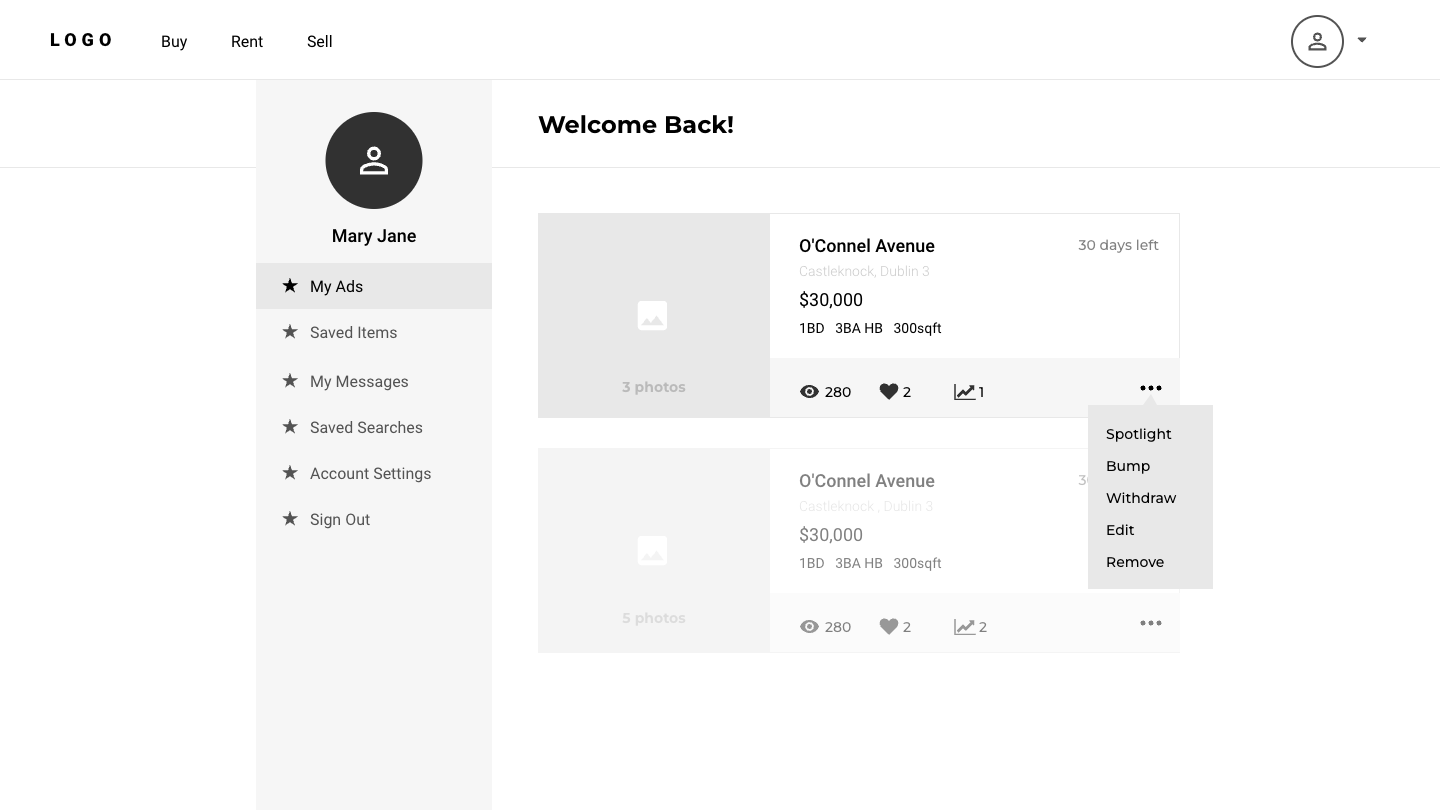 LOGO
Buy
Rent
Sell
Welcome Back!
Mary Jane
My Ads
Saved Items
My Messages
Saved Searches
Account Settings
Sign Out
3 photos
O'Connel Avenue
30 days left
Castleknock, Dublin 3
$30,000
1BD 3BA HB 300sqft
280
2
1
Spotlight
Bump
Withdraw
Edit
Remove
5 photos
O'Connel Avenue
Castleknock , Dublin 3
$30,000
1BD 3BA HB 300sqft
280
2
2